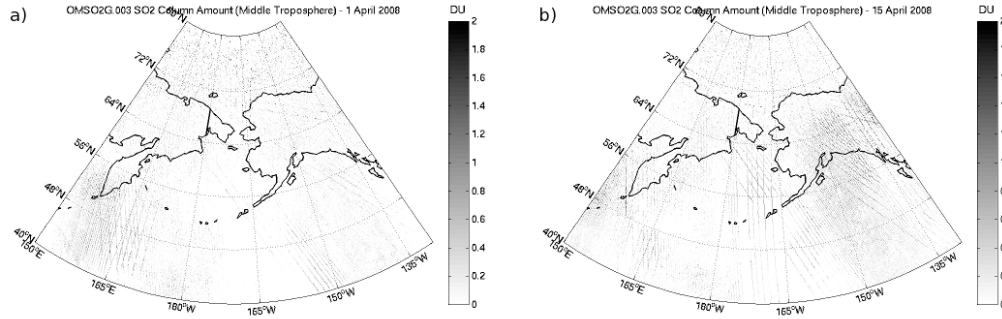 a)
OMSO2G.003 SO2 Column Amount (Middle Troposphere) - 1 April 2008
DU
2
1.8
1.6
1.4
1.2
1
0.8
0.6
0.4
0.2
0
72°N
64°N
56°N
48°N
40°N
150°E
165°E
180°W
165°W
150°W
135°W
b)
OMSO2G.003 SO2 Column Amount (Middle Troposphere) - 15 April 2008
DU
72°N
64°N
56°N
48°N
40°N
150°E
165°E
180°W
165°W
150°W
135°W